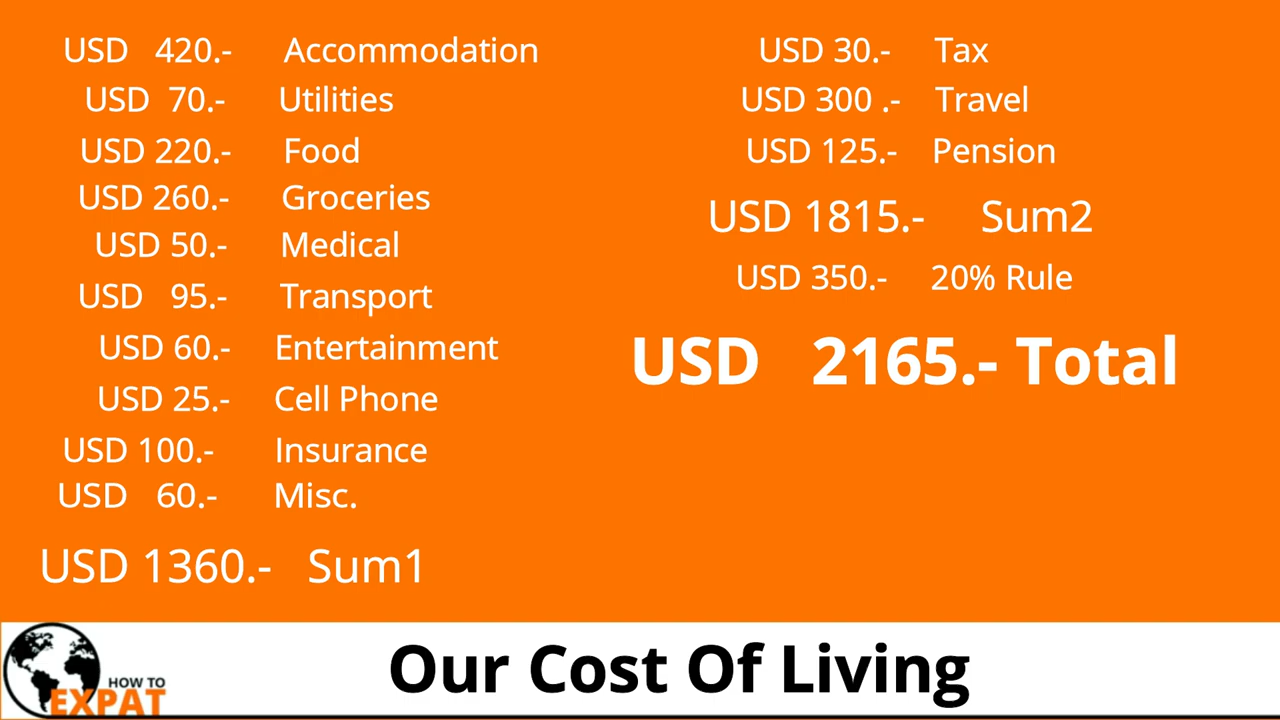 USD 420.- Accommodation
USD 70.- Utilities
USD 220.- Food
USD 260.- Groceries
USD 50.- Medical
USD 95.- Transport
USD 60.- Entertainment
USD 25.- Cell Phone
USD 100.- Insurance
USD 60.- Misc.
USD 1360.- Sum1
USD 30.- Tax
USD 300 .- Travel
USD 125.- Pension
USD 1815.- Sum2
USD 350.- 20% Rule
USD 2165.- Total
HOW TO
EXPAT
Our Cost Of Living